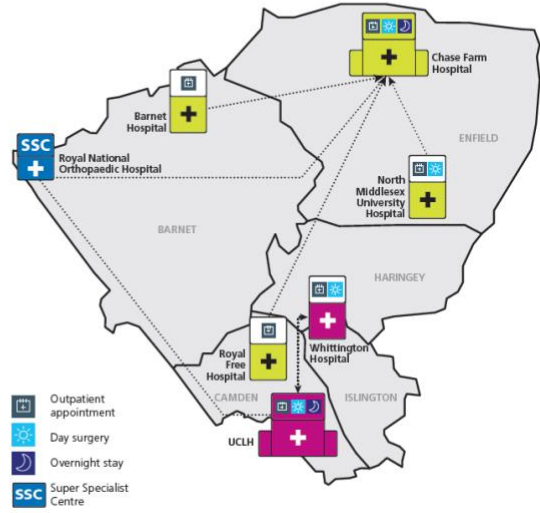 Chase Farm
Hospital
Barnet
Hospital
SSC
Royal National
Orthopaedic Hospital
ENFIELD
North
Middlesex
University
Hospital
BARNET
HARINGEY
Whittington
Hospital
Royal
Free
Hospital
CAMDEN
ISLINGTON
UCLH
Outpatient
appointment
Day surgery
Overnight stay
SSC
Super Specialist
Centre